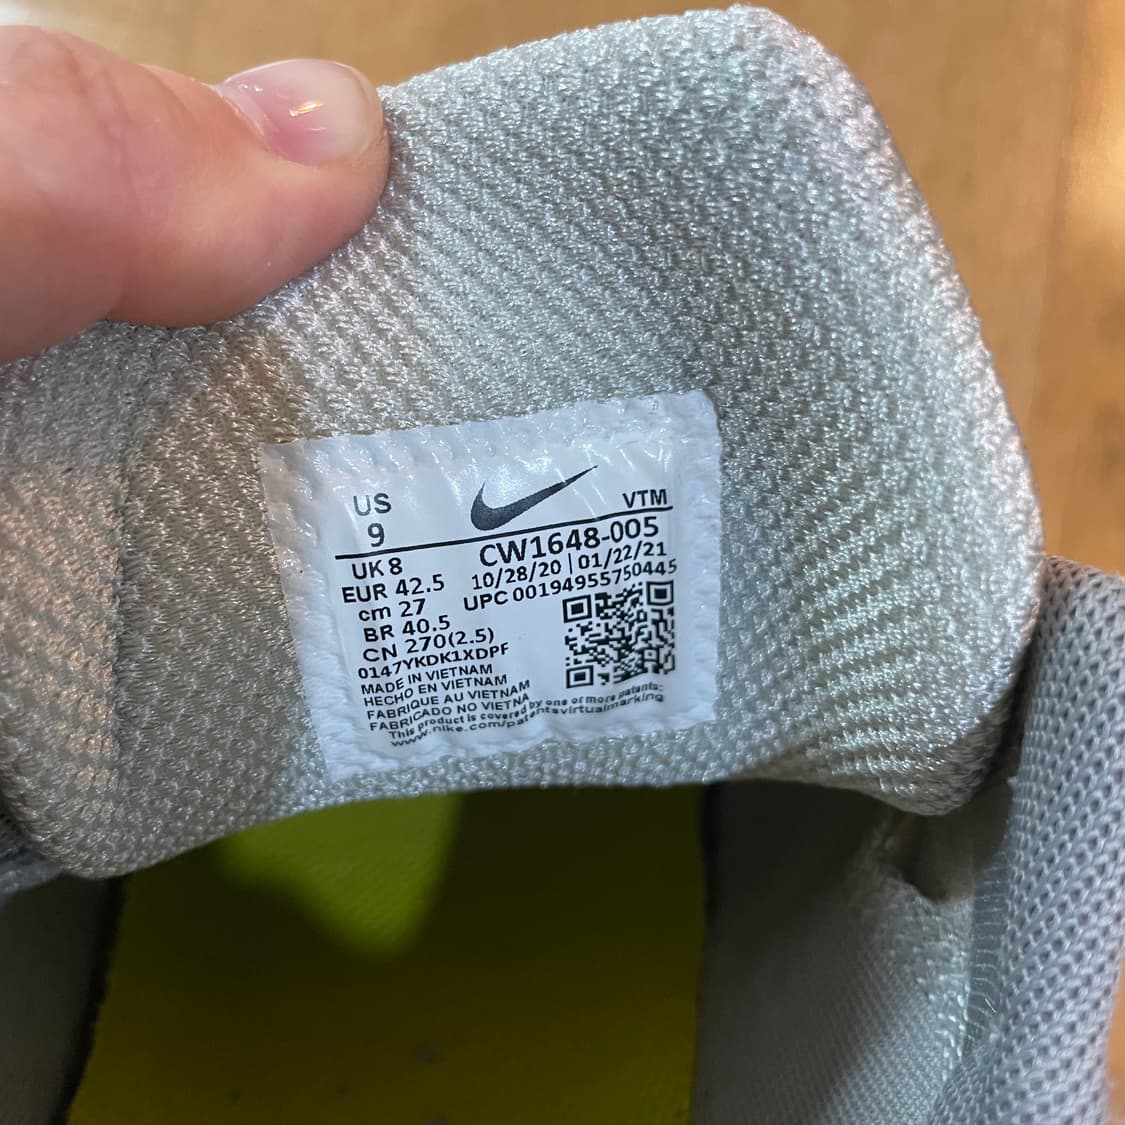 US
9
VTM
UK 8
CW1648-005
EUR 42.5
10/28/20 | 01/22/21
cm 27
UPC 00194955750445
BR 40.5
CN 270(2.5)
0147YKDK1XDPF
MADE IN VIETNAM
HECHO EN VIETNAM
FABRIQUE AU VIETNAM
FABRICADO NO VIETNA
This product is covered by one or more patents:
www.nike.com/patentsvirtualmarking